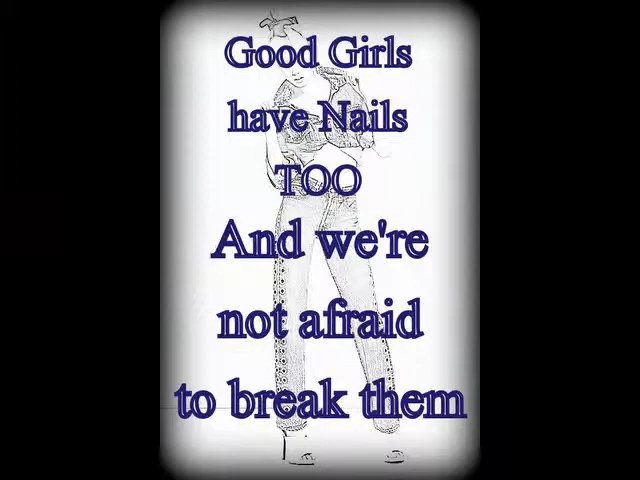 Good Girls
have Nails
TOO
And we're
not afraid
to break them